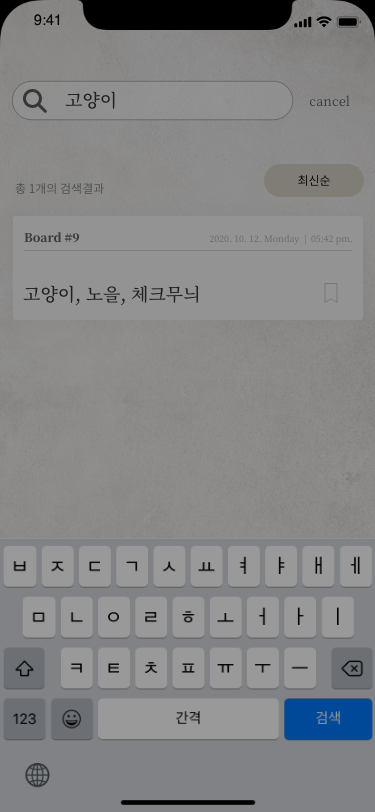 9:41
고양이
cancel
총 1개의 검색결과
최신순
Board #9
2020. 10. 12. Monday | 05:42 pm.
고양이, 노을, 체크무늬
ㅂ ㅈ ㄷ ㄱ ㅅ ㅛ ㅕ ㅑ ㅐ ㅔ
ㅁ ㄴ ㅇ ㄹ ㅎ ㅗ ㅓ ㅏ ㅣ
ㅋ ㅌ ㅊ ㅍ ㅠ ㅜ ㅡ
123
간격
검색